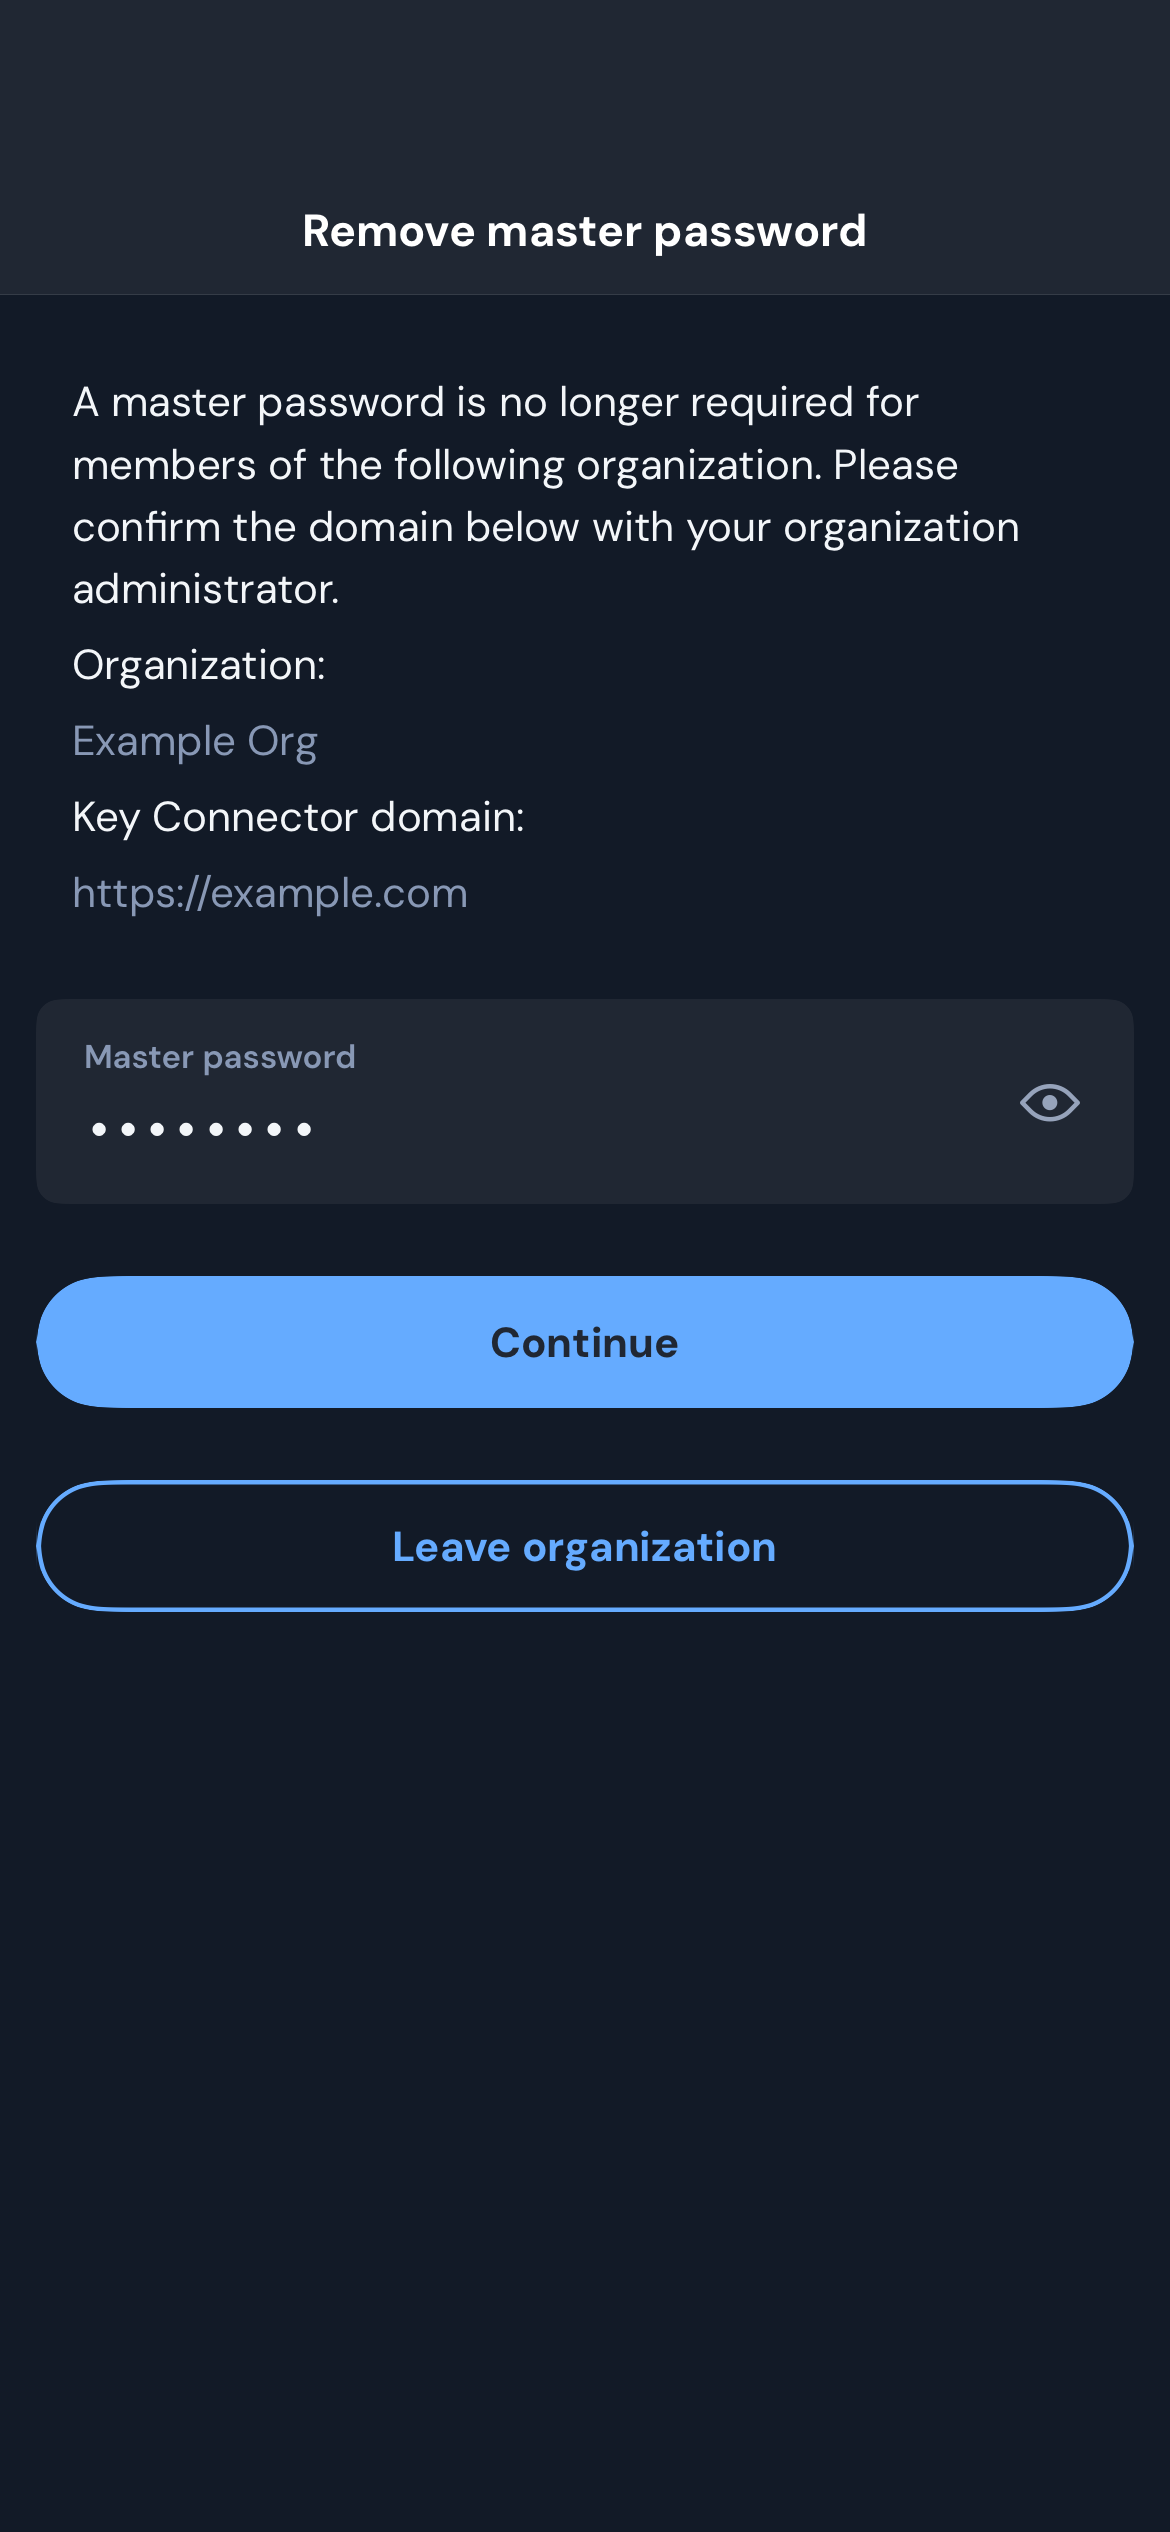 Remove master password
A master password is no longer required for
members of the following organization. Please
confirm the domain below with your organization
administrator.
Organization:
Example Org
Key Connector domain:
https://example.com
Master password
••••••••
Continue
Leave organization